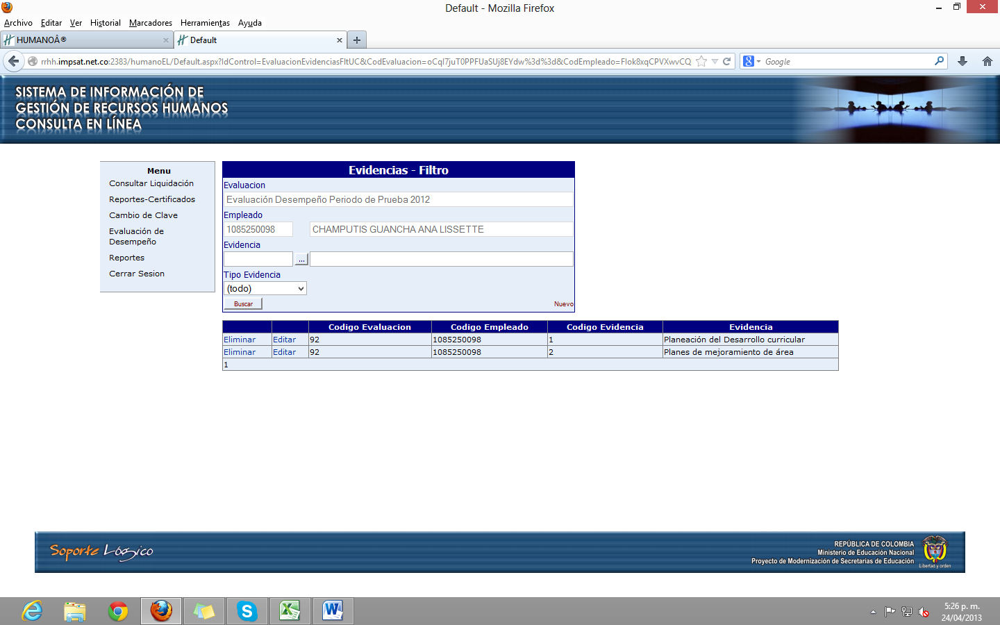 Default - Mozilla Firefox
Archivo Editar Ver Historial Marcadores Herramientas Ayuda
HUMANOÂ®
Default
rrhh.impsat.net.co:2383/humanoEL/Default.aspx?IdControl=EvaluacionEvidenciasFltUC&CodEvaluacion=oCqI7juT0PPFUaSUj8EYdw%3d%3d&CodEmpleado=Flok8xqCPVXwvCQ
Google
SISTEMA DE INFORMACIÓN DE
GESTIÓN DE RECURSOS HUMANOS
CONSULTA EN LÍNEA
Menu
Consultar Liquidación
Reportes-Certificados
Cambio de Clave
Evaluación de
Desempeño
Reportes
Cerrar Sesion
Evidencias - Filtro
Evaluacion
Evaluación Desempeño Periodo de Prueba 2012
Empleado
1085250098 CHAMPUTIS GUANCHA ANA LISSETTE
Evidencia
...
Tipo Evidencia
(todo)
Buscar Nuevo
Codigo Evaluacion Codigo Empleado Codigo Evidencia Evidencia
Eliminar Editar 92 1085250098 1 Planeación del Desarrollo curricular
Eliminar Editar 92 1085250098 2 Planes de mejoramiento de área
1
Soporte Lógico
REPÚBLICA DE COLOMBIA
Ministerio de Educación Nacional
Proyecto de Modernización de Secretarias de Educación
Libertad y orden
5:26 p. m.
24/04/2013